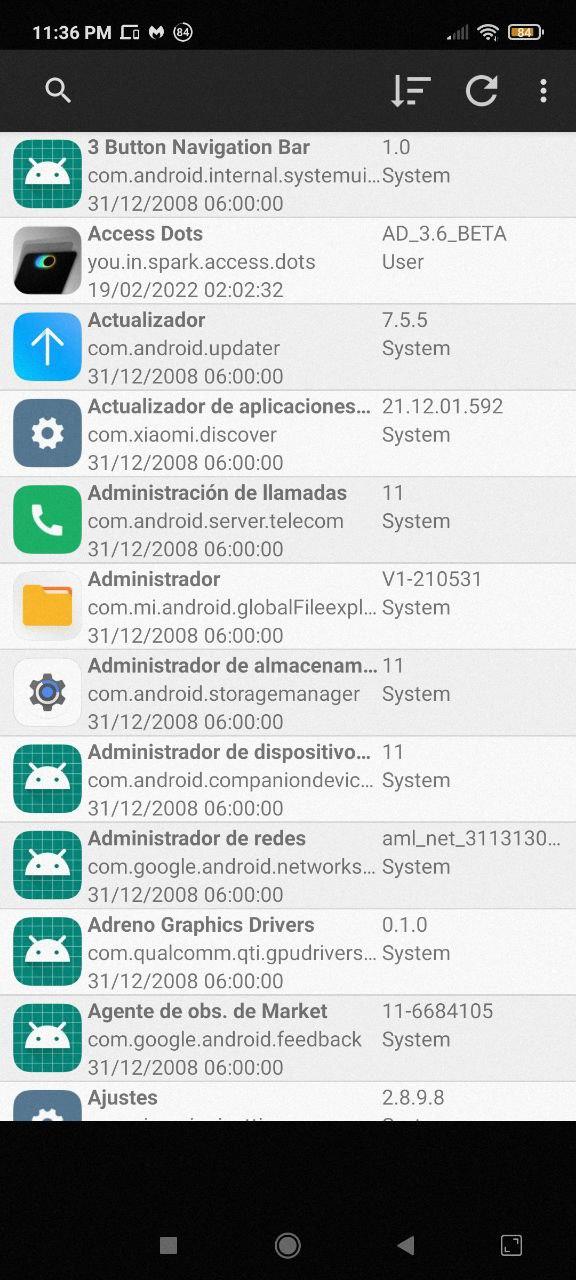 11:36 PM 84 84
3 Button Navigation Bar 1.0
com.android.internal.systemui... System
31/12/2008 06:00:00
Access Dots AD_3.6_BETA
you.in.spark.access.dots User
19/02/2022 02:02:32
Actualizador 7.5.5
com.android.updater System
31/12/2008 06:00:00
Actualizador de aplicaciones... 21.12.01.592
com.xiaomi.discover System
31/12/2008 06:00:00
Administración de llamadas 11
com.android.server.telecom System
31/12/2008 06:00:00
Administrador V1-210531
com.mi.android.globalFileexpl... System
31/12/2008 06:00:00
Administrador de almacenam... 11
com.android.storagemanager System
31/12/2008 06:00:00
Administrador de dispositivo... 11
com.android.companiondevic... System
31/12/2008 06:00:00
Administrador de redes aml_net_3113130...
com.google.android.networks... System
31/12/2008 06:00:00
Adreno Graphics Drivers 0.1.0
com.qualcomm.qti.gpudrivers... System
31/12/2008 06:00:00
Agente de obs. de Market 11-6684105
com.google.android.feedback System
31/12/2008 06:00:00
Ajustes 2.8.9.8